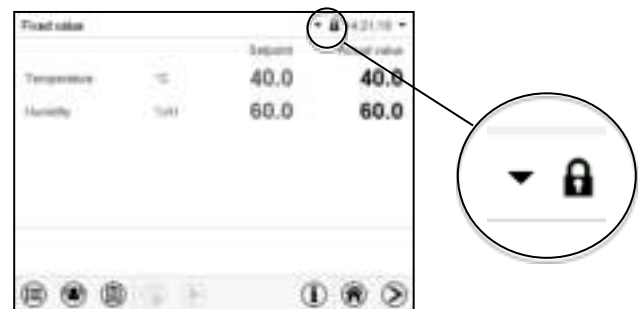 Fixed value
Setpoint Actual value
Temperature °C 40.0 40.0
Humidity %rH 60.0 60.0